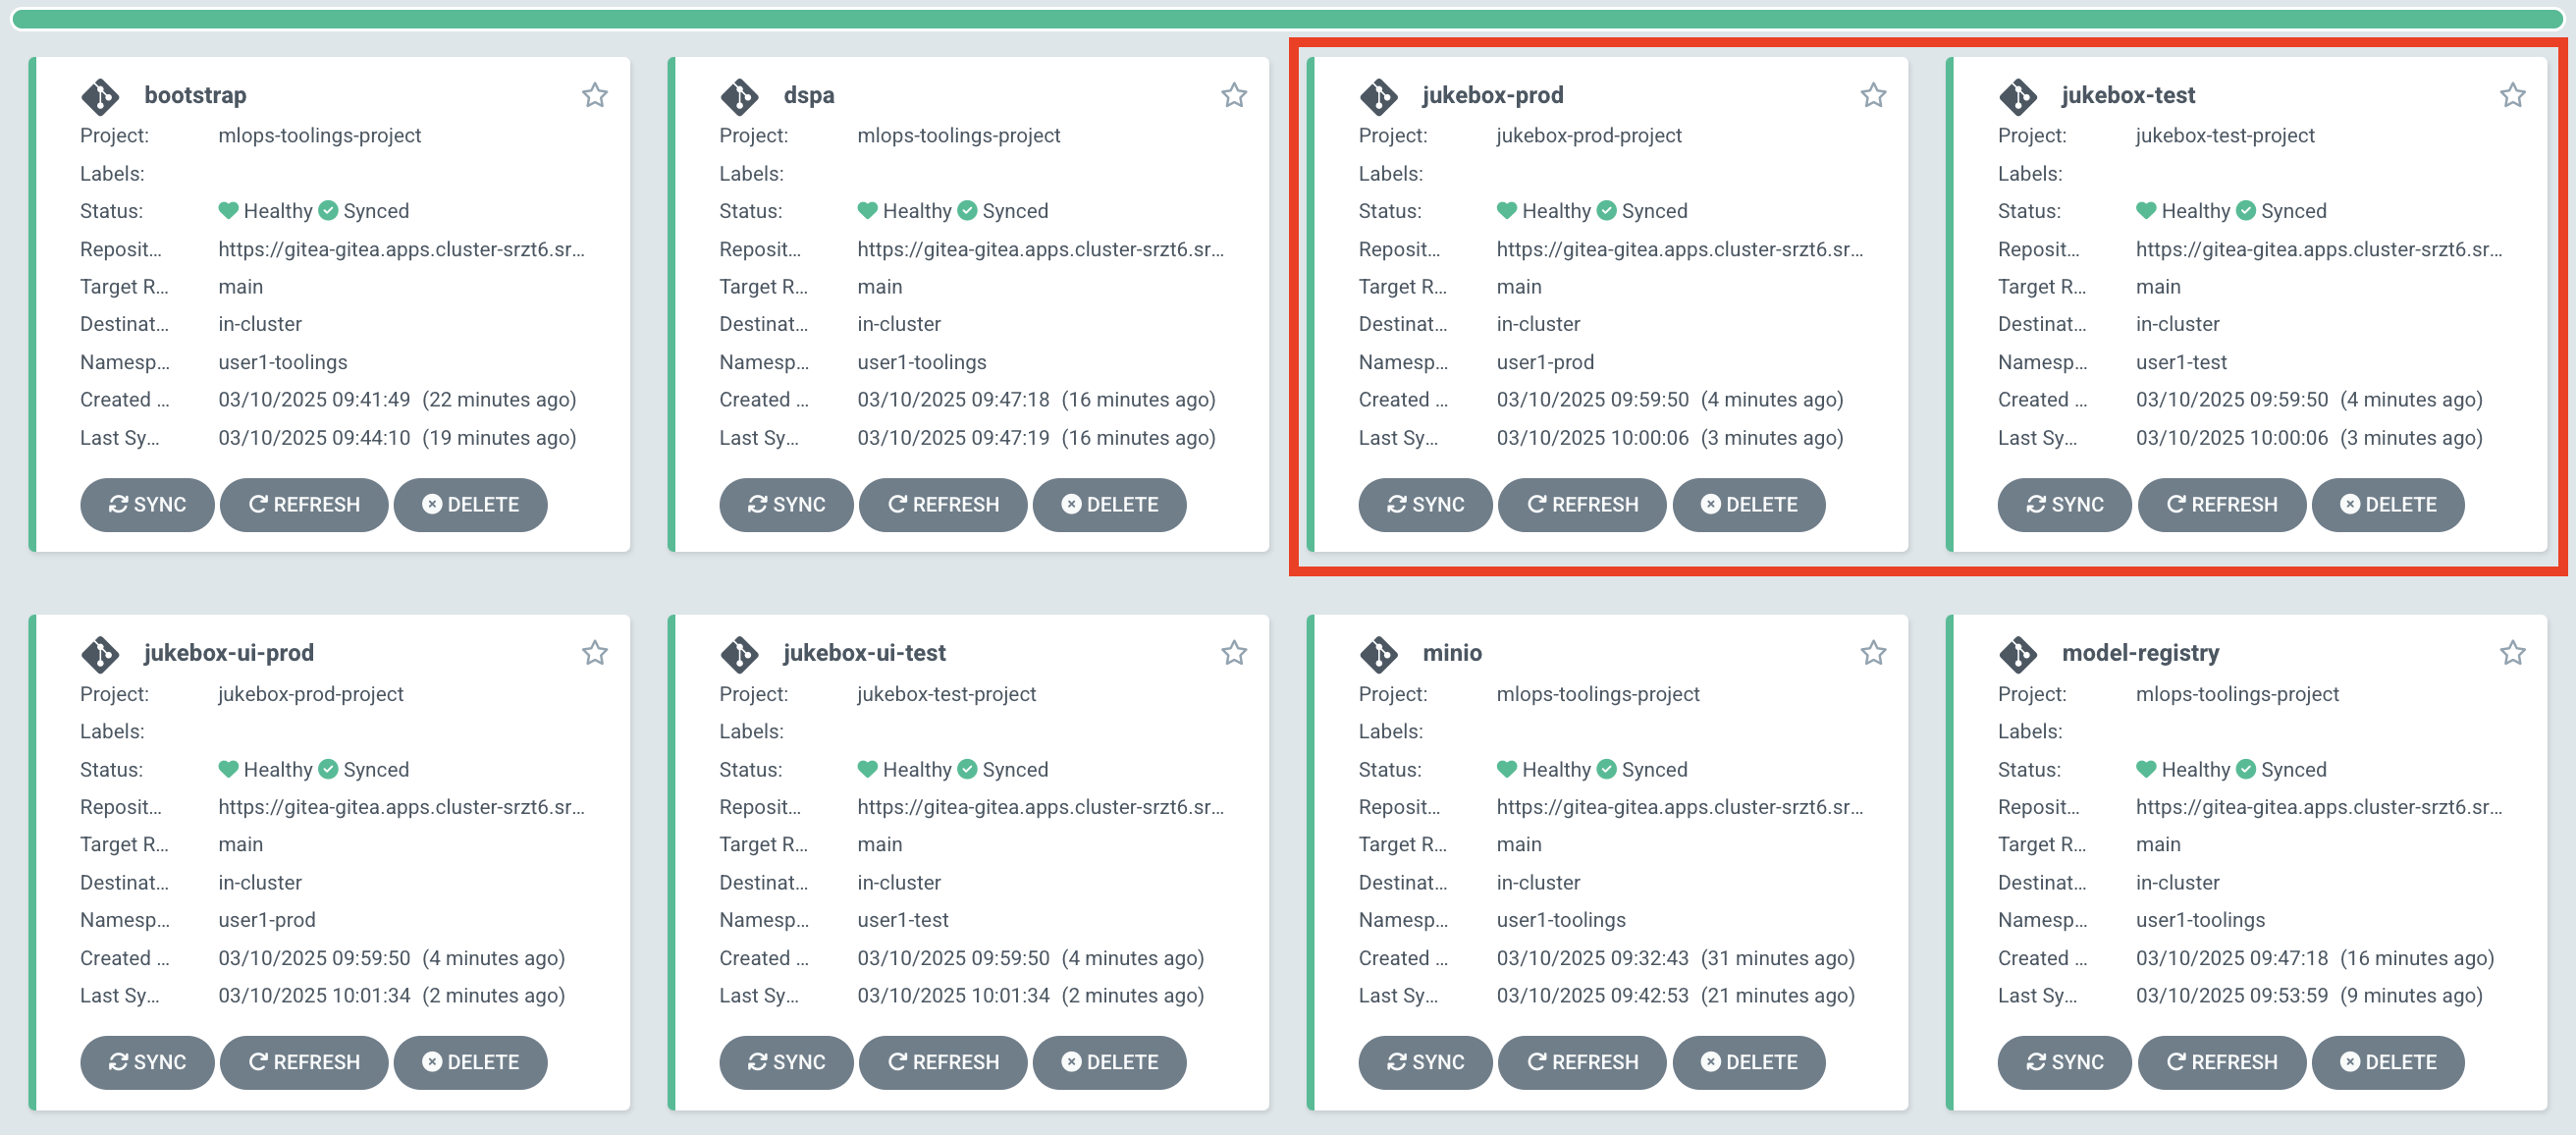 bootstrap
Project: mlops-toolings-project
Labels:
Status: Healthy Synced
Reposit... https://gitea-gitea.apps.cluster-srzt6.sr...
Target R... main
Destinat... in-cluster
Namesp... user1-toolings
Created ... 03/10/2025 09:41:49 (22 minutes ago)
Last Sy... 03/10/2025 09:44:10 (19 minutes ago)
SYNC REFRESH DELETE
dspa
Project: mlops-toolings-project
Labels:
Status: Healthy Synced
Reposit... https://gitea-gitea.apps.cluster-srzt6.sr...
Target R... main
Destinat... in-cluster
Namesp... user1-toolings
Created ... 03/10/2025 09:47:18 (16 minutes ago)
Last Sy... 03/10/2025 09:47:19 (16 minutes ago)
SYNC REFRESH DELETE
jukebox-prod
Project: jukebox-prod-project
Labels:
Status: Healthy Synced
Reposit... https://gitea-gitea.apps.cluster-srzt6.sr...
Target R... main
Destinat... in-cluster
Namesp... user1-prod
Created ... 03/10/2025 09:59:50 (4 minutes ago)
Last Sy... 03/10/2025 10:00:06 (3 minutes ago)
SYNC REFRESH DELETE
jukebox-test
Project: jukebox-test-project
Labels:
Status: Healthy Synced
Reposit... https://gitea-gitea.apps.cluster-srzt6.sr...
Target R... main
Destinat... in-cluster
Namesp... user1-test
Created ... 03/10/2025 09:59:50 (4 minutes ago)
Last Sy... 03/10/2025 10:00:06 (3 minutes ago)
SYNC REFRESH DELETE
jukebox-ui-prod
Project: jukebox-prod-project
Labels:
Status: Healthy Synced
Reposit... https://gitea-gitea.apps.cluster-srzt6.sr...
Target R... main
Destinat... in-cluster
Namesp... user1-prod
Created ... 03/10/2025 09:59:50 (4 minutes ago)
Last Sy... 03/10/2025 10:01:34 (2 minutes ago)
SYNC REFRESH DELETE
jukebox-ui-test
Project: jukebox-test-project
Labels:
Status: Healthy Synced
Reposit... https://gitea-gitea.apps.cluster-srzt6.sr...
Target R... main
Destinat... in-cluster
Namesp... user1-test
Created ... 03/10/2025 09:59:50 (4 minutes ago)
Last Sy... 03/10/2025 10:01:34 (2 minutes ago)
SYNC REFRESH DELETE
minio
Project: mlops-toolings-project
Labels:
Status: Healthy Synced
Reposit... https://gitea-gitea.apps.cluster-srzt6.sr...
Target R... main
Destinat... in-cluster
Namesp... user1-toolings
Created ... 03/10/2025 09:32:43 (31 minutes ago)
Last Sy... 03/10/2025 09:42:53 (21 minutes ago)
SYNC REFRESH DELETE
model-registry
Project: mlops-toolings-project
Labels:
Status: Healthy Synced
Reposit... https://gitea-gitea.apps.cluster-srzt6.sr...
Target R... main
Destinat... in-cluster
Namesp... user1-toolings
Created ... 03/10/2025 09:47:18 (16 minutes ago)
Last Sy... 03/10/2025 09:53:59 (9 minutes ago)
SYNC REFRESH DELETE